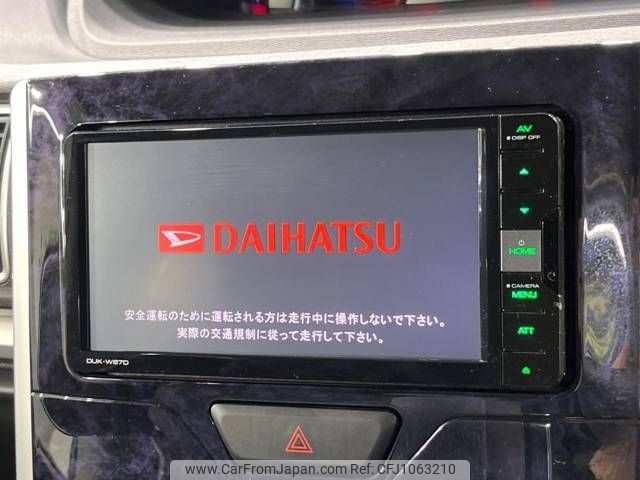 AV
DISP OFF
HOME
DAIHATSU
CAMERA
MENU
安全運転のために運転される方は走行中に操作しないで下さい。
実際の交通規制に従って走行して下さい。
ATT
DUK-W67D
www.CarFromJapan.com | © CFJ01063210